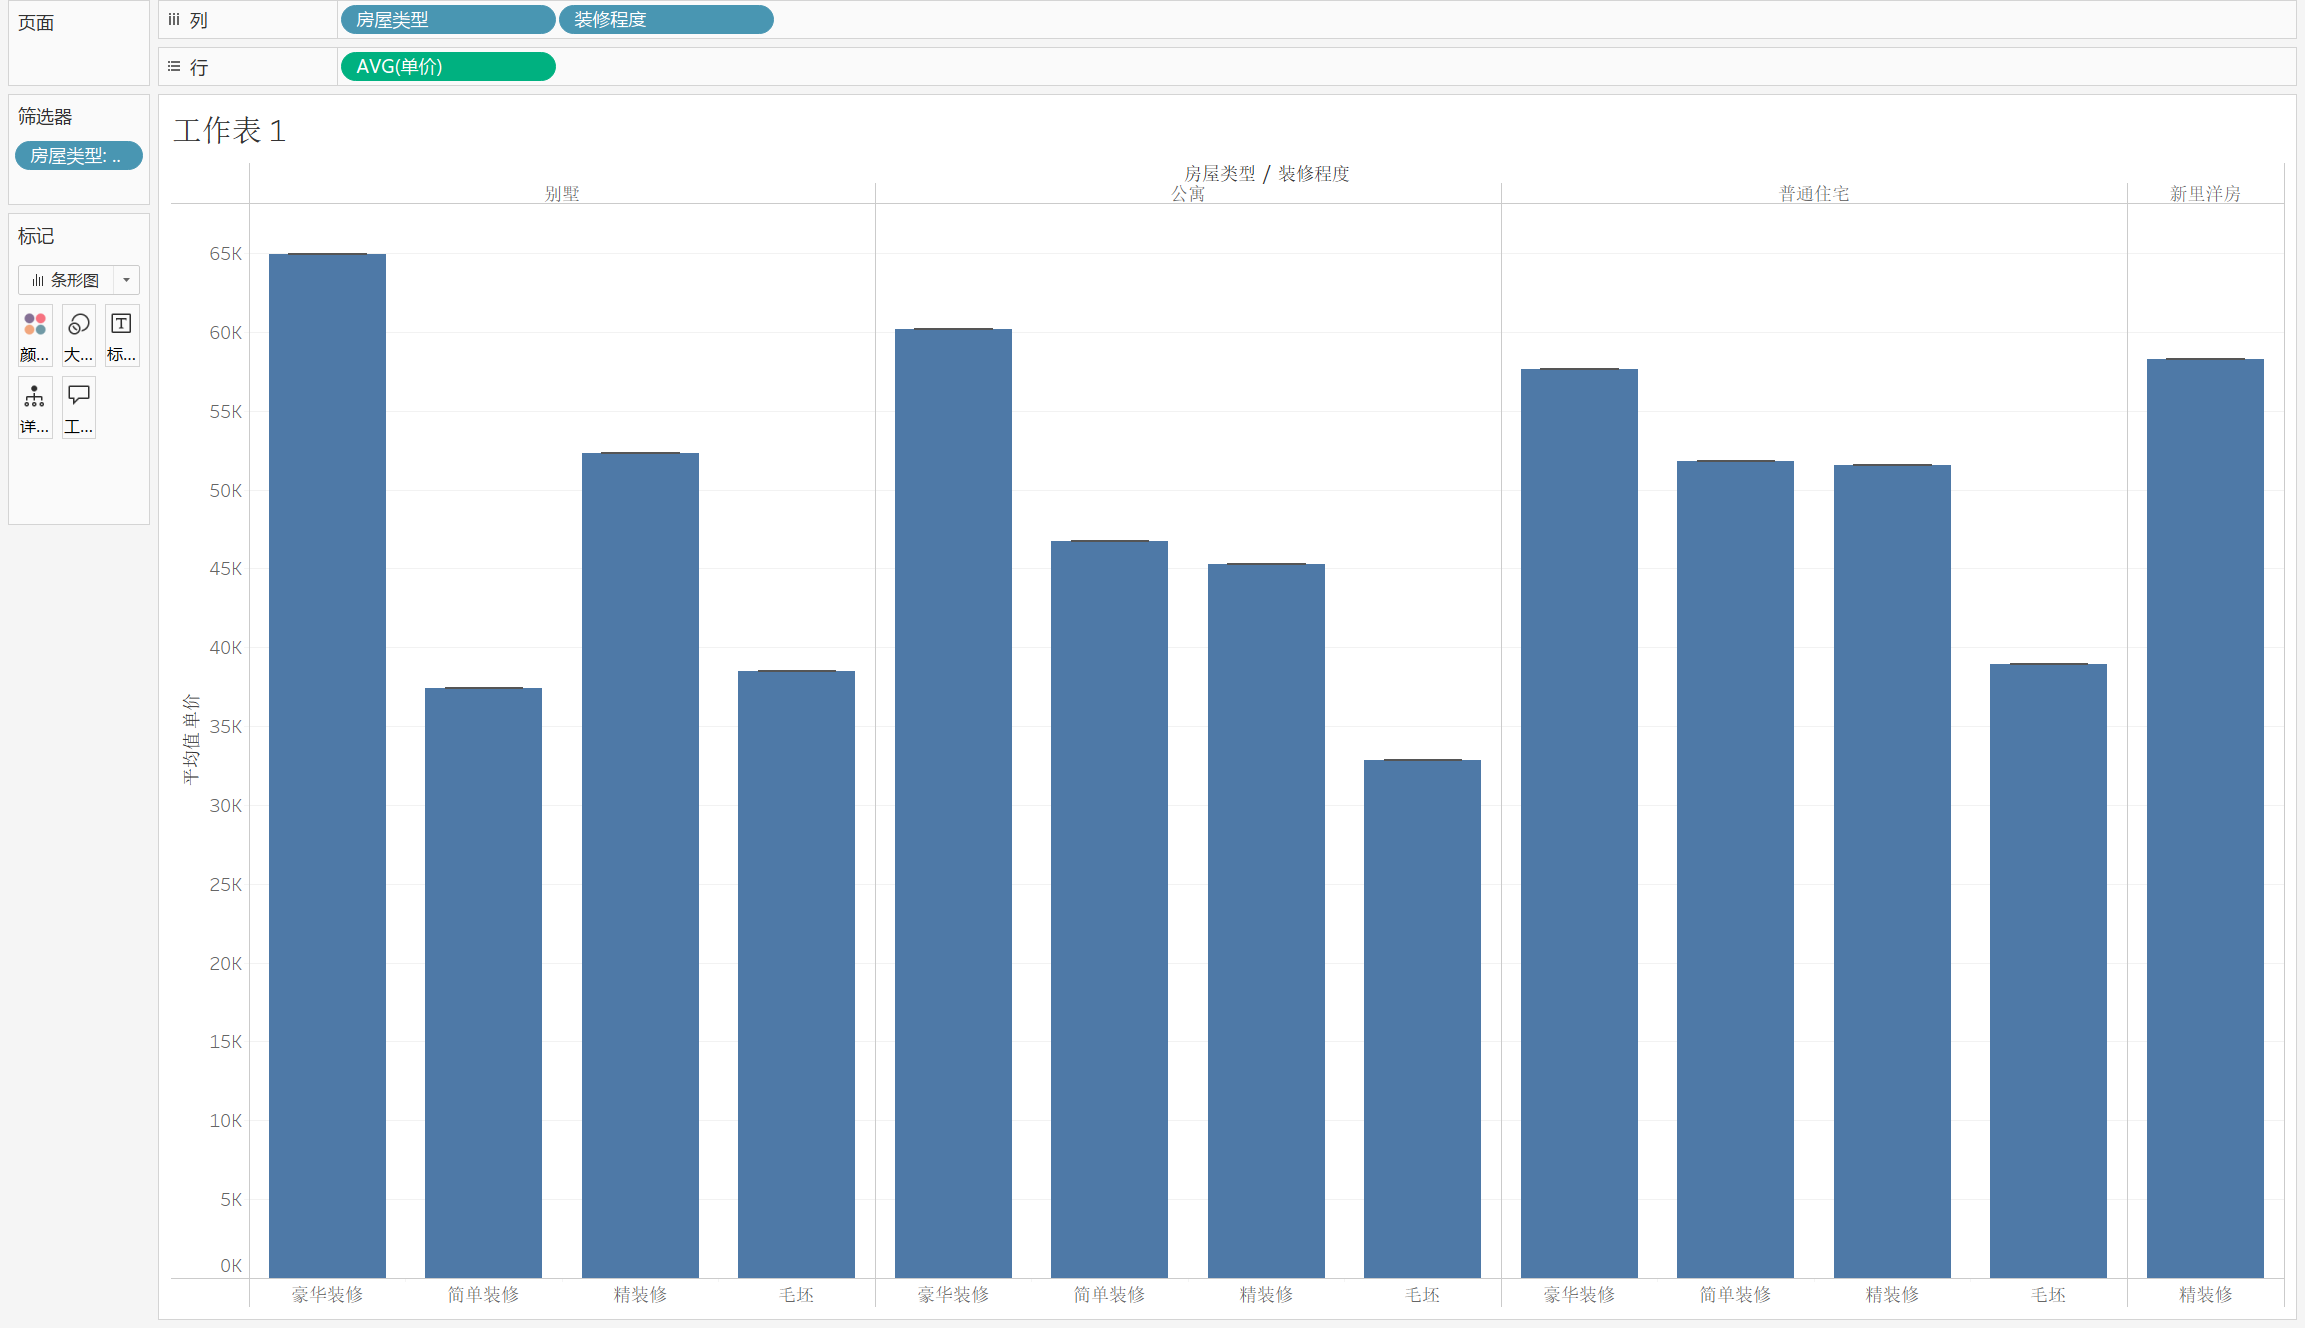 页面
列
房屋类型
装修程度
行
AVG(单价)
筛选器
房屋类型: ..
标记
条形图
颜...
大...
标...
详...
工...
工作表 1
房屋类型 / 装修程度
别墅
公寓
普通住宅
新里洋房
65K
60K
55K
50K
45K
40K
35K
30K
25K
20K
15K
10K
5K
0K
平均值 单价
豪华装修
简单装修
精装修
毛坯
豪华装修
简单装修
精装修
毛坯
豪华装修
简单装修
精装修
毛坯
精装修